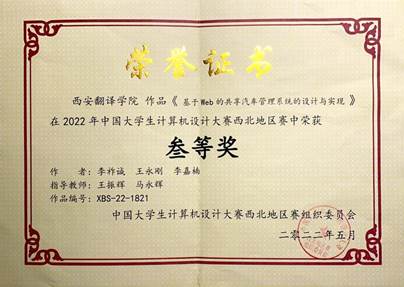 荣誉证书
西安翻译学院 作品《 基于Web的共享汽车管理系统的设计与实现 》
在2022年中国大学生计算机设计大赛西北地区赛中荣获
叁等奖
作 者：李祚诚 王永刚 李嘉楠
指导教师：王振辉 马永辉
作品编号：XBS-22-1821
中国大学生计算机设计大赛西北地区赛组织委员会
二〇二二年五月